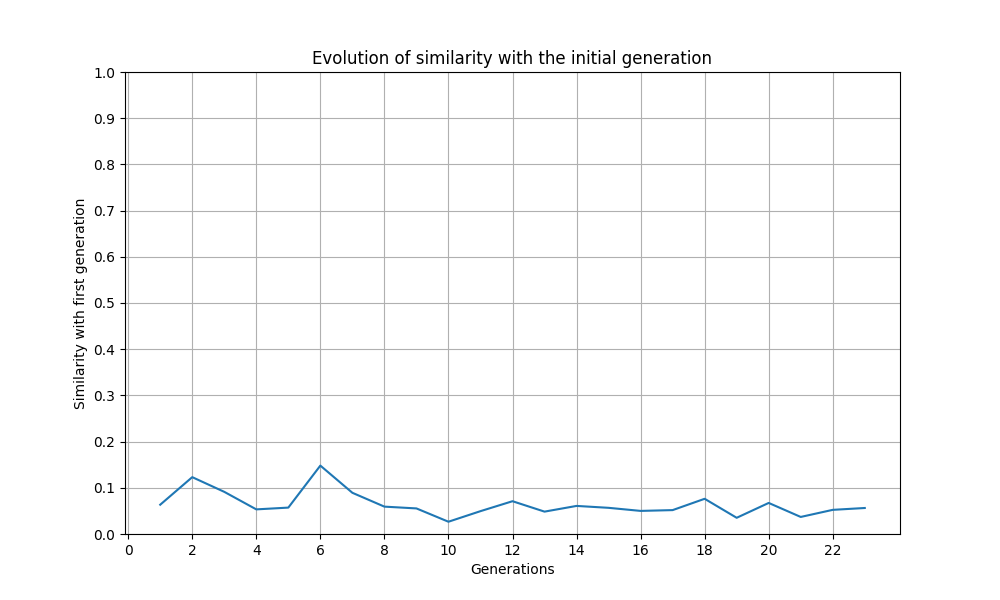 Evolution of similarity with the initial generation
1.0
0.9
0.8
0.7
0.6
0.5
0.4
0.3
0.2
0.1
0.0
Similarity with first generation
0 2 4 6 8 10 12 14 16 18 20 22
Generations